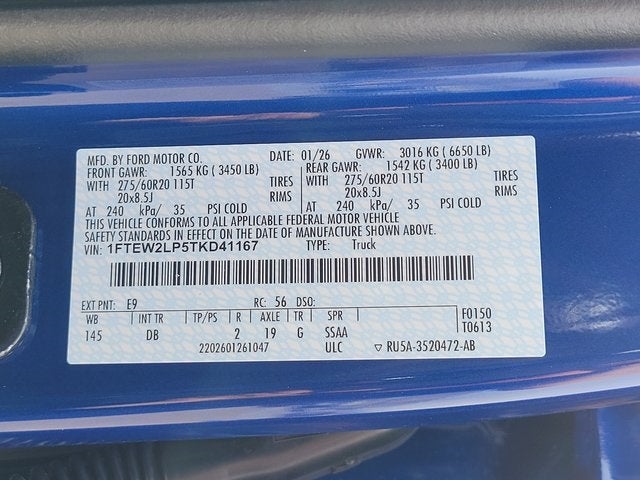 MFD. BY FORD MOTOR CO. DATE: 01/26 GVWR: 3016 KG ( 6650 LB)
FRONT GAWR: 1565 KG ( 3450 LB) REAR GAWR: 1542 KG ( 3400 LB)
WITH 275/60R20 115T TIRES WITH 275/60R20 115T TIRES
20x8.5J RIMS 20x8.5J RIMS
AT 240 kPa/ 35 PSI COLD AT 240 kPa/ 35 PSI COLD
THIS VEHICLE CONFORMS TO ALL APPLICABLE FEDERAL MOTOR VEHICLE
SAFETY STANDARDS IN EFFECT ON THE DATE OF MANUFACTURE SHOWN ABOVE.
VIN: 1FTEW2LP5TKD41167 TYPE: Truck
EXT PNT: E9 RC: 56 DSO:
WB INT TR TP/PS R AXLE TR SPR F0150
145 DB 2 19 G SSAA T0613
2202601261047 ULC ▽ RU5A-3520472-AB